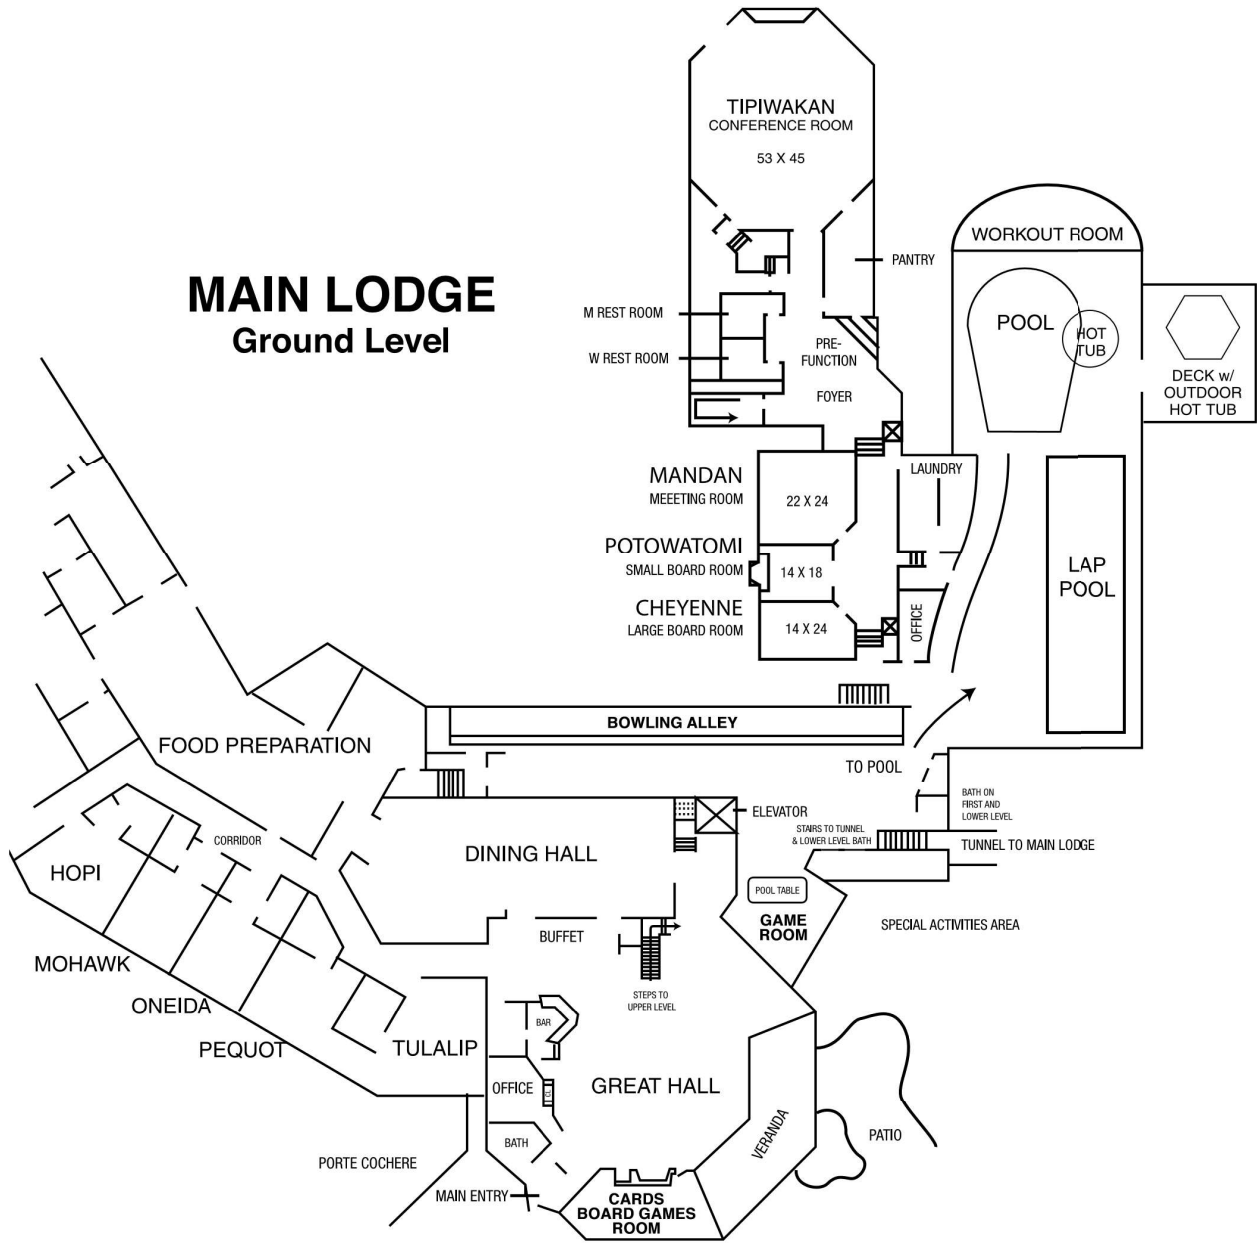 TIPIWAKAN
CONFERENCE ROOM
53 X 45
WORKOUT ROOM
PANTRY
MAIN LODGE
Ground Level
M REST ROOM
W REST ROOM
PRE-
FUNCTION
FOYER
POOL
HOT
TUB
DECK w/
OUTDOOR
HOT TUB
MANDAN
MEEETING ROOM
22 X 24
LAUNDRY
POTOWATOMI
SMALL BOARD ROOM
14 X 18
LAP
POOL
CHEYENNE
LARGE BOARD ROOM
14 X 24
OFFICE
BOWLING ALLEY
FOOD PREPARATION
TO POOL
BATH ON
FIRST AND
LOWER LEVEL
ELEVATOR
STAIRS TO TUNNEL
& LOWER LEVEL BATH
TUNNEL TO MAIN LODGE
CORRIDOR
DINING HALL
HOPI
POOL TABLE
GAME
ROOM
SPECIAL ACTIVITIES AREA
BUFFET
MOHAWK
ONEIDA
STEPS TO
UPPER LEVEL
BAR
PEQUOT
TULALIP
OFFICE
CL
GREAT HALL
VERANDA
PATIO
BATH
PORTE COCHERE
MAIN ENTRY
CARDS
BOARD GAMES
ROOM